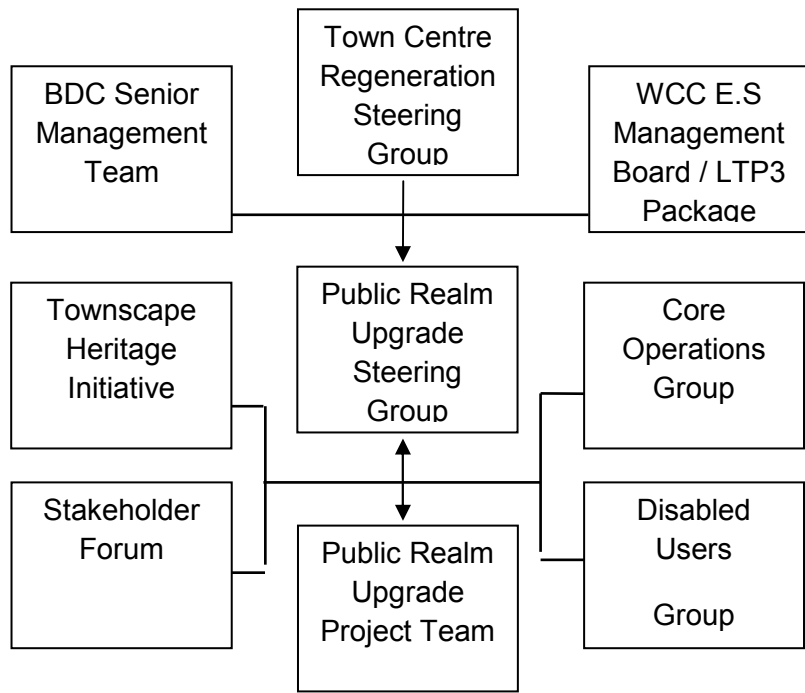 BDC Senior
Management
Team
Town Centre
Regeneration
Steering
Group
WCC E.S
Management
Board / LTP3
Package
Townscape
Heritage
Initiative
Public Realm
Upgrade
Steering
Group
Core
Operations
Group
Stakeholder
Forum
Public Realm
Upgrade
Project Team
Disabled
Users
Group